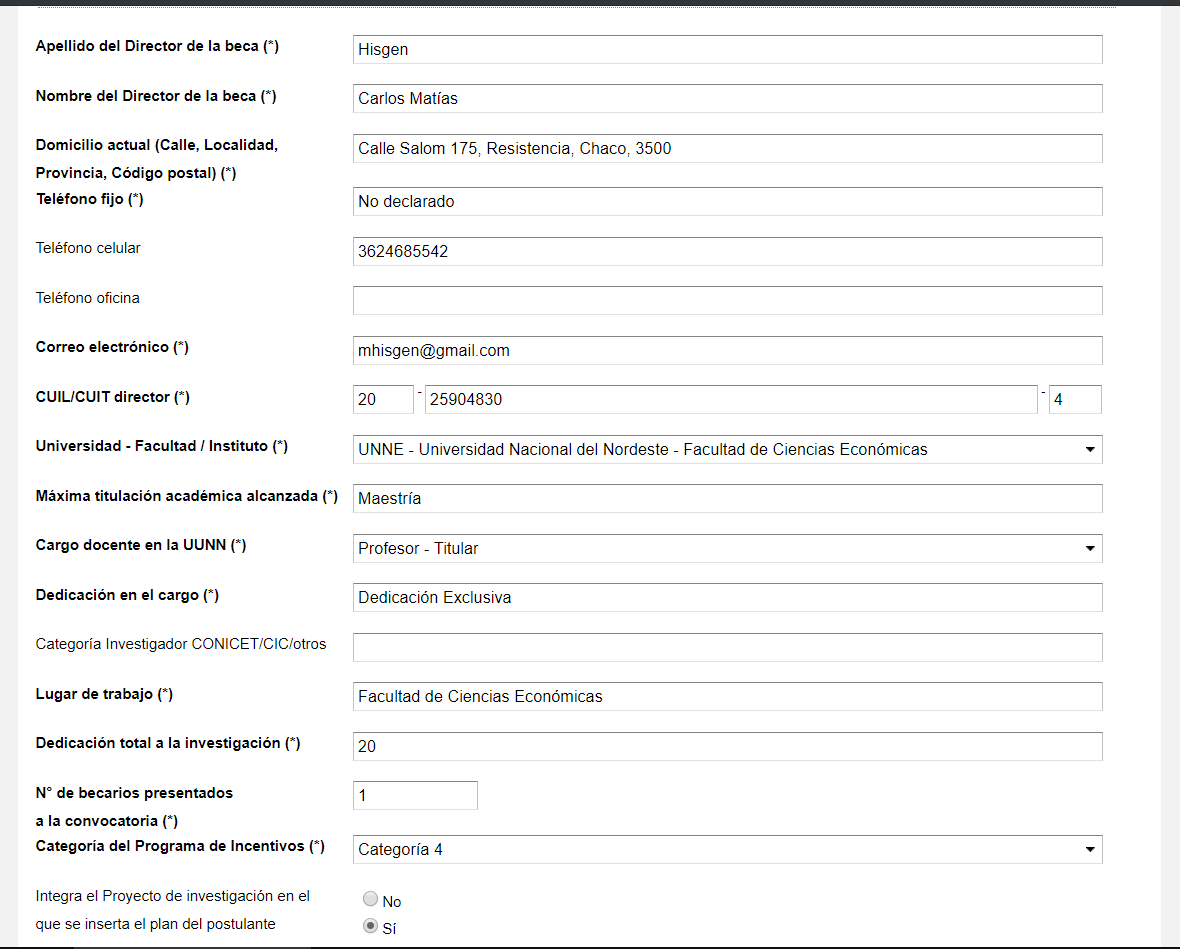 Apellido del Director de la beca (*) Hisgen
Nombre del Director de la beca (*) Carlos Matías
Domicilio actual (Calle, Localidad, Calle Salom 175, Resistencia, Chaco, 3500
Provincia, Código postal) (*)
Teléfono fijo (*) No declarado
Teléfono celular 3624685542
Teléfono oficina
Correo electrónico (*) mhisgen@gmail.com
CUIL/CUIT director (*) 20 - 25904830 - 4
Universidad - Facultad / Instituto (*) UNNE - Universidad Nacional del Nordeste - Facultad de Ciencias Económicas
Máxima titulación académica alcanzada (*) Maestría
Cargo docente en la UUNN (*) Profesor - Titular
Dedicación en el cargo (*) Dedicación Exclusiva
Categoría Investigador CONICET/CIC/otros
Lugar de trabajo (*) Facultad de Ciencias Económicas
Dedicación total a la investigación (*) 20
N° de becarios presentados 1
a la convocatoria (*)
Categoría del Programa de Incentivos (*) Categoría 4
Integra el Proyecto de investigación en el No
que se inserta el plan del postulante Sí